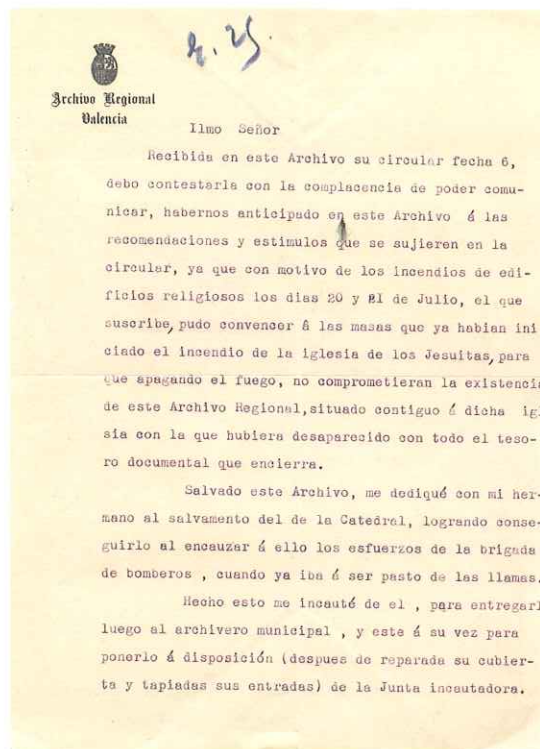 Archivo Regional
Valencia
Ilmo Señor
Recibida en este Archivo su circular fecha 6,
debo contestarla con la complacencia de poder comu-
nicar, habernos anticipado en este Archivo á las
recomendaciones y estimulos que se sujieren en la
circular, ya que con motivo de los incendios de edi-
ficios religiosos los dias 20 y 21 de Julio, el que
suscribe, pudo convencer á las masas que ya habian ini
ciado el incendio de la iglesia de los Jesuitas, para
que apagando el fuego, no comprometieran la existencia
de este Archivo Regional, situado contiguo á dicha igl
sia con la que hubiera desaparecido con todo el teso-
ro documental que encierra.
Salvado este Archivo, me dediqué con mi her-
mano al salvamento del de la Catedral, logrando conse-
guirlo al encauzar á ello los esfuerzos de la brigada
de bomberos , cuando ya iba á ser pasto de las llamas.
Hecho esto me incauté de el , para entregarl
luego al archivero municipal , y este á su vez para
ponerlo á disposición (despues de reparada su cubier-
ta y tapiadas sus entradas) de la Junta incautadora.